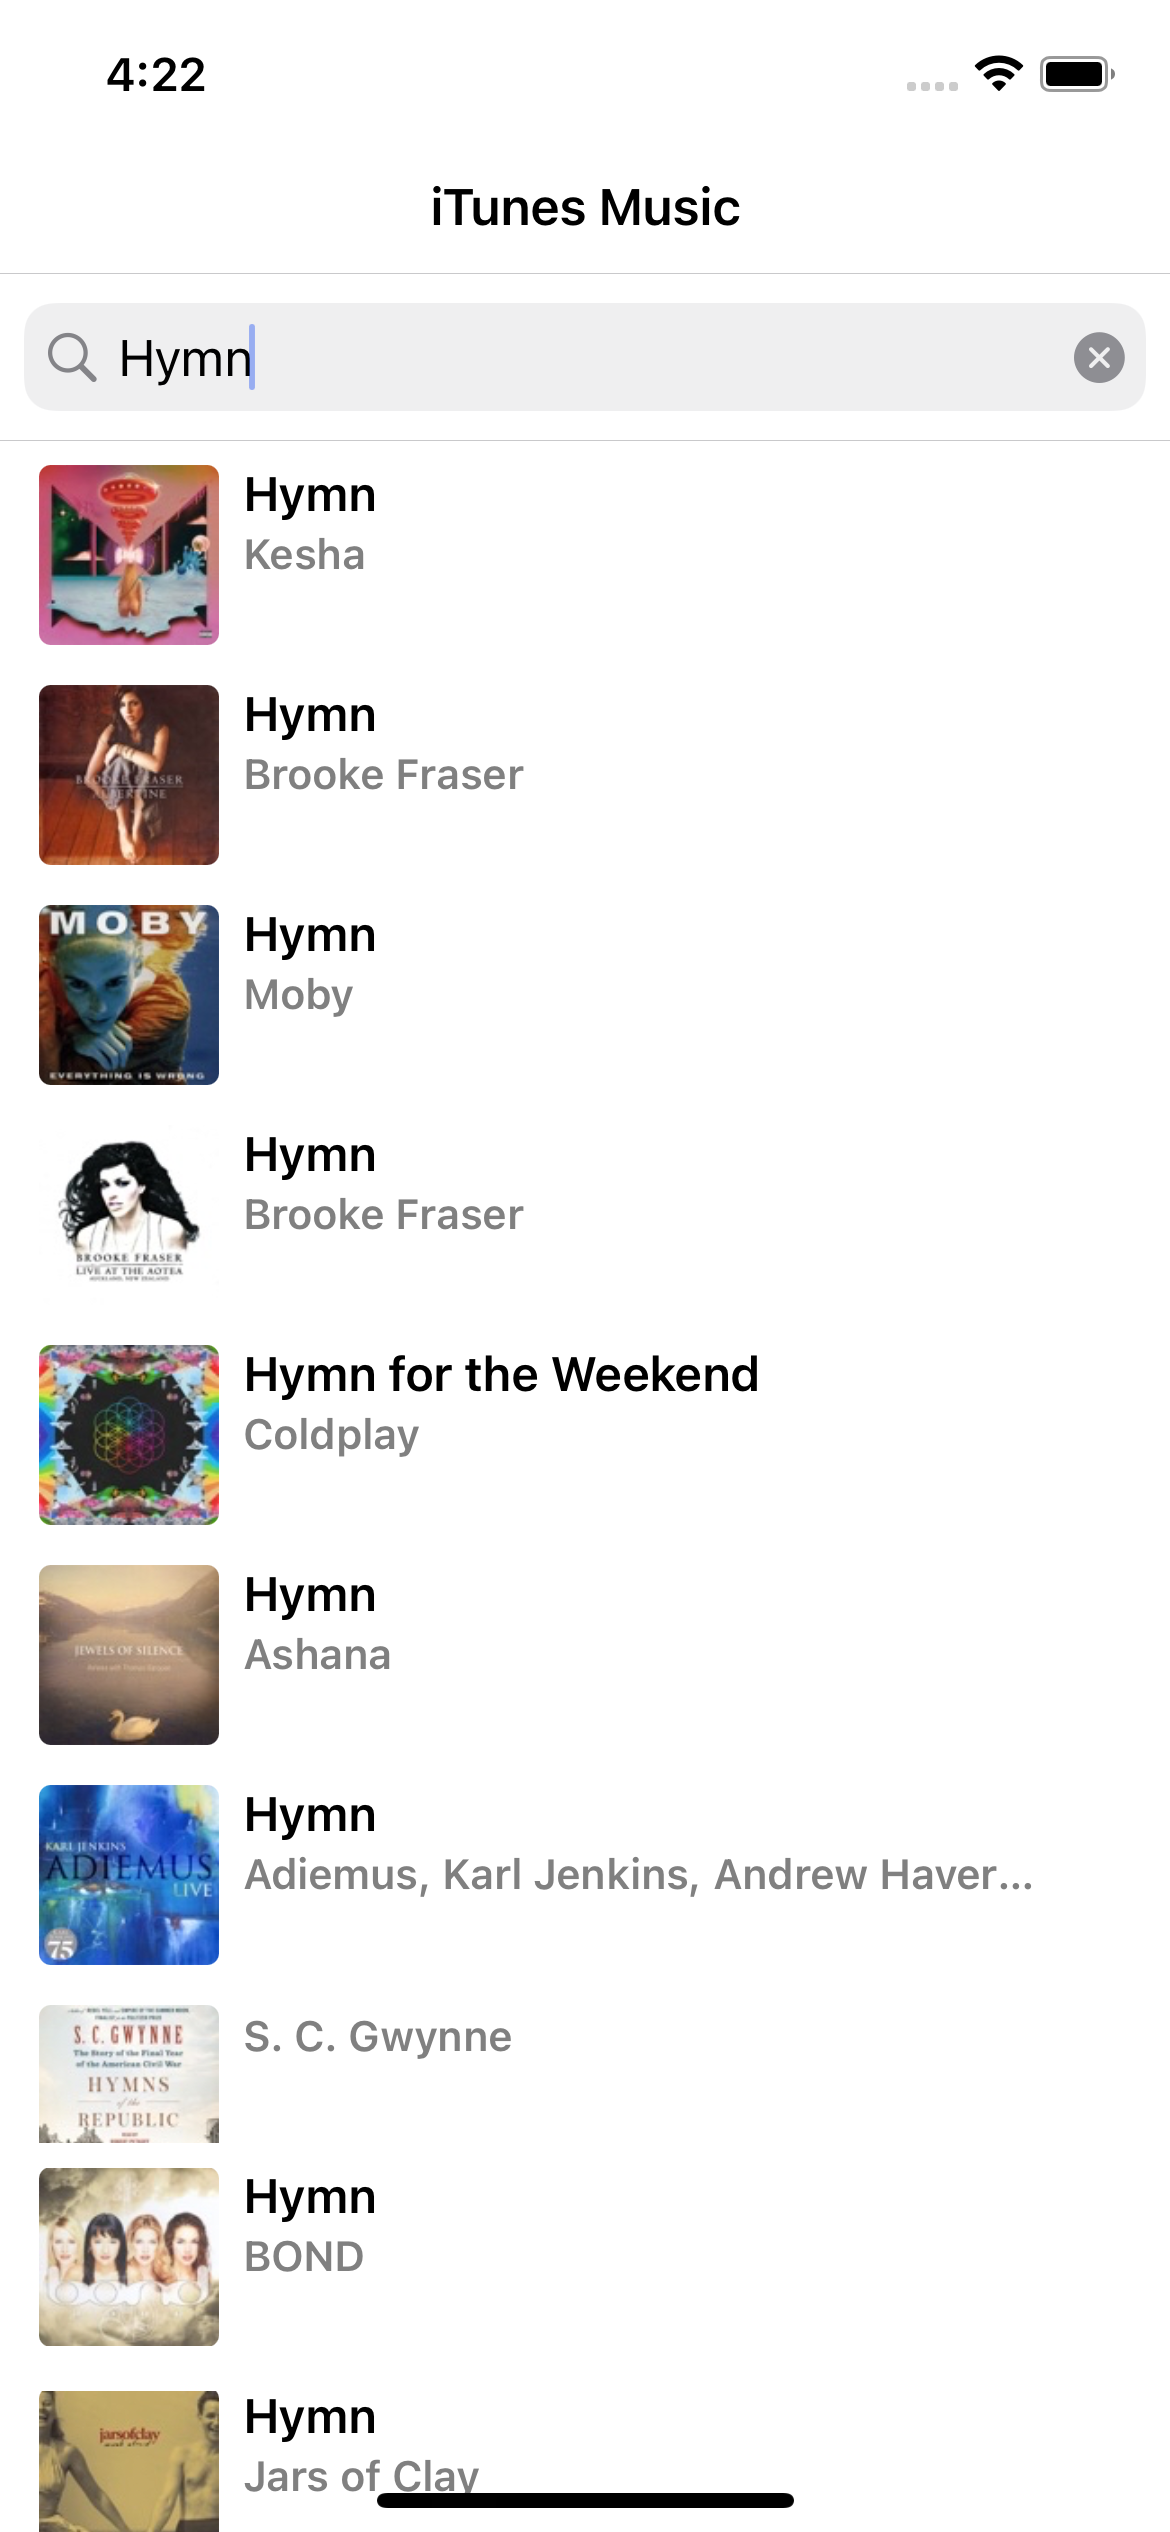 4:22
iTunes Music
Hymn
Hymn
Kesha
Hymn
Brooke Fraser
BROOKE FRASER
ALBERTINE
Hymn
Moby
MOBY
EVERYTHING IS WRONG
Hymn
Brooke Fraser
BROOKE FRASER
LIVE AT THE AOTEA
AUCKLAND, NEW ZEALAND
Hymn for the Weekend
Coldplay
Hymn
Ashana
JEWELS OF SILENCE
Hymn
Adiemus, Karl Jenkins, Andrew Haver...
KARL JENKINS
ADIEMUS
LIVE
75
S. C. Gwynne
S. C. GWYNNE
The Story of the Final Year
of the American Civil War
HYMNS
of the
REPUBLIC
Hymn
BOND
bond
Hymn
Jars of Clay
jarsofclay